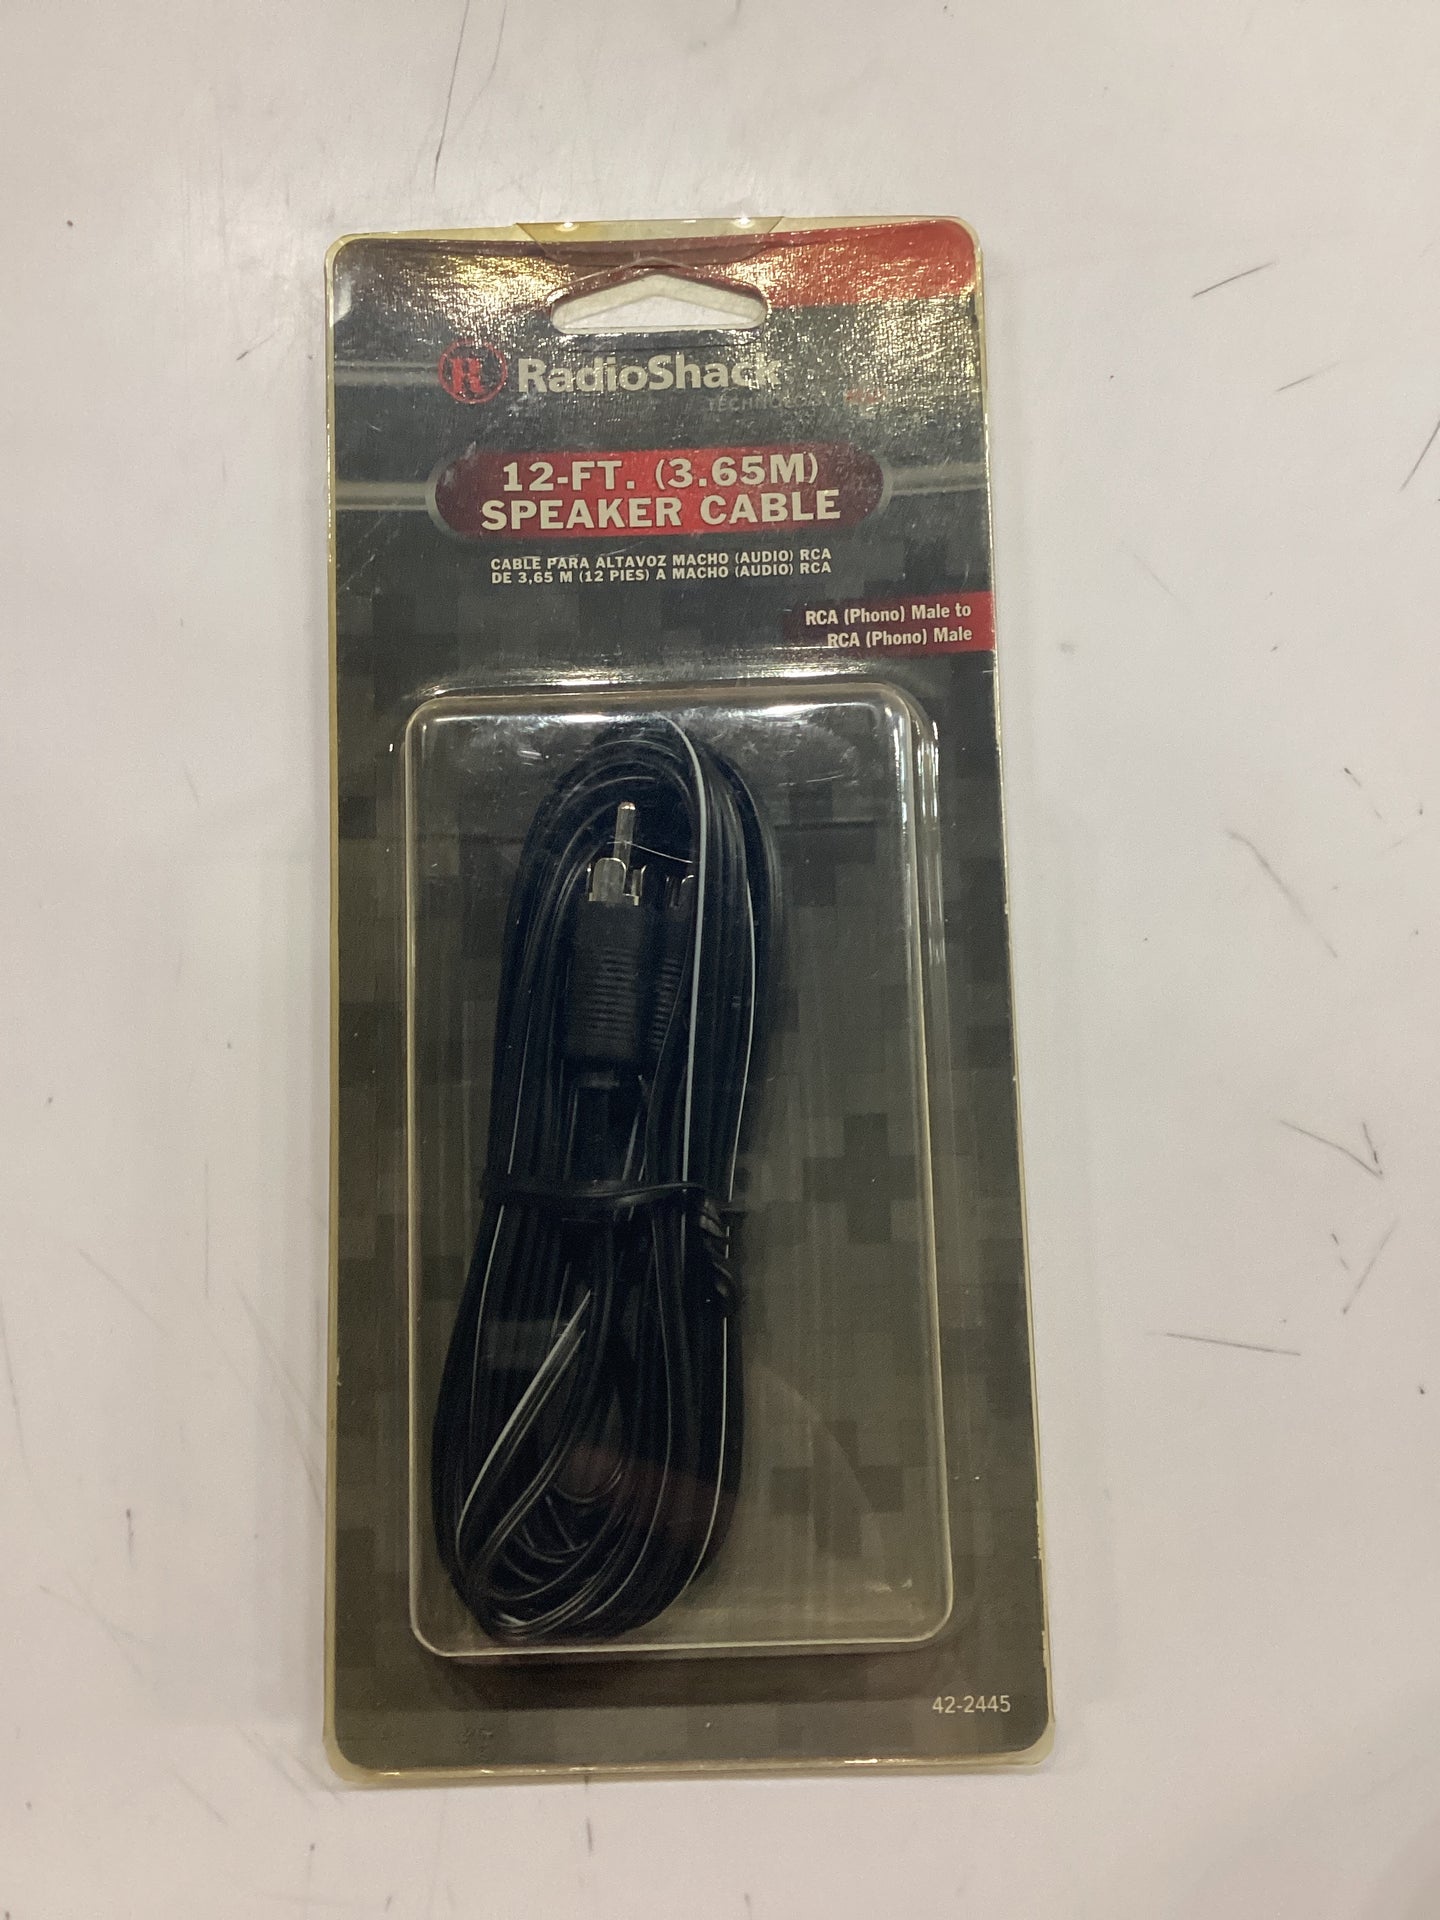 R RadioShack
12-FT. (3.65M)
SPEAKER CABLE
CABLE PARA ALTAVOZ MACHO (AUDIO) RCA
DE 3,65 M (12 PIES) A MACHO (AUDIO) RCA
RCA (Phono) Male to
RCA (Phono) Male
42-2445